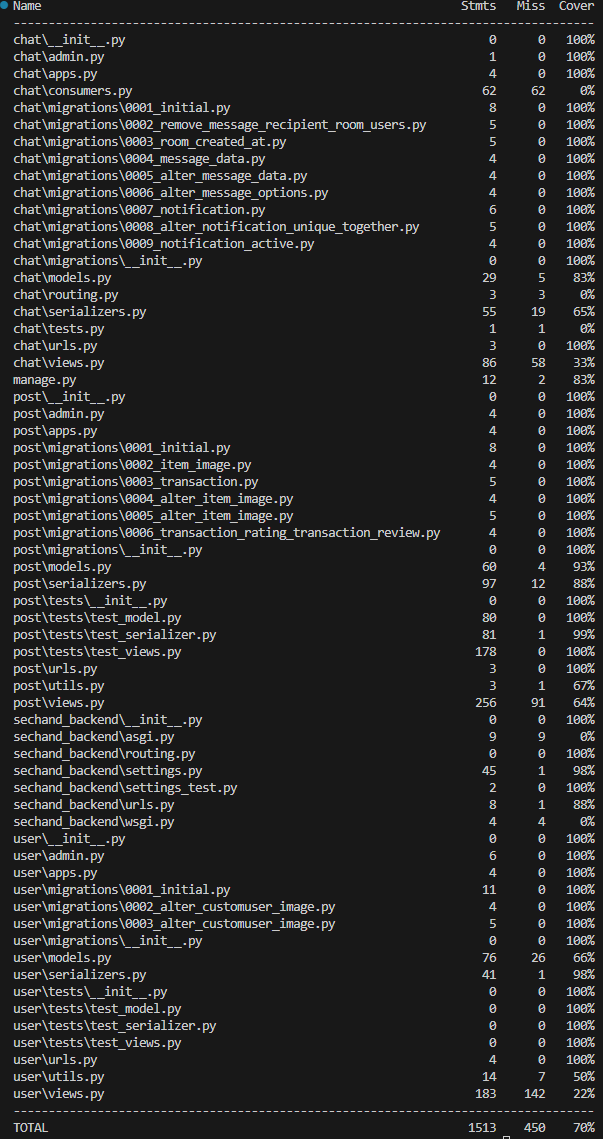 Name Stmts Miss Cover
--------------------------------------------------------------------------------
chat\__init__.py 0 0 100%
chat\admin.py 1 0 100%
chat\apps.py 4 0 100%
chat\consumers.py 62 62 0%
chat\migrations\0001_initial.py 8 0 100%
chat\migrations\0002_remove_message_recipient_room_users.py 5 0 100%
chat\migrations\0003_room_created_at.py 5 0 100%
chat\migrations\0004_message_data.py 4 0 100%
chat\migrations\0005_alter_message_data.py 4 0 100%
chat\migrations\0006_alter_message_options.py 4 0 100%
chat\migrations\0007_notification.py 6 0 100%
chat\migrations\0008_alter_notification_unique_together.py 5 0 100%
chat\migrations\0009_notification_active.py 4 0 100%
chat\migrations\__init__.py 0 0 100%
chat\models.py 29 5 83%
chat\routing.py 3 3 0%
chat\serializers.py 55 19 65%
chat\tests.py 1 1 0%
chat\urls.py 3 0 100%
chat\views.py 86 58 33%
manage.py 12 2 83%
post\__init__.py 0 0 100%
post\admin.py 4 0 100%
post\apps.py 4 0 100%
post\migrations\0001_initial.py 8 0 100%
post\migrations\0002_item_image.py 4 0 100%
post\migrations\0003_transaction.py 5 0 100%
post\migrations\0004_alter_item_image.py 4 0 100%
post\migrations\0005_alter_item_image.py 5 0 100%
post\migrations\0006_transaction_rating_transaction_review.py 4 0 100%
post\migrations\__init__.py 0 0 100%
post\models.py 60 4 93%
post\serializers.py 97 12 88%
post\tests\__init__.py 0 0 100%
post\tests\test_model.py 80 0 100%
post\tests\test_serializer.py 81 1 99%
post\tests\test_views.py 178 0 100%
post\urls.py 3 0 100%
post\utils.py 3 1 67%
post\views.py 256 91 64%
sechand_backend\__init__.py 0 0 100%
sechand_backend\asgi.py 9 9 0%
sechand_backend\routing.py 0 0 100%
sechand_backend\settings.py 45 1 98%
sechand_backend\settings_test.py 2 0 100%
sechand_backend\urls.py 8 1 88%
sechand_backend\wsgi.py 4 4 0%
user\__init__.py 0 0 100%
user\admin.py 6 0 100%
user\apps.py 4 0 100%
user\migrations\0001_initial.py 11 0 100%
user\migrations\0002_alter_customuser_image.py 4 0 100%
user\migrations\0003_alter_customuser_image.py 5 0 100%
user\migrations\__init__.py 0 0 100%
user\models.py 76 26 66%
user\serializers.py 41 1 98%
user\tests\__init__.py 0 0 100%
user\tests\test_model.py 0 0 100%
user\tests\test_serializer.py 0 0 100%
user\tests\test_views.py 0 0 100%
user\urls.py 4 0 100%
user\utils.py 14 7 50%
user\views.py 183 142 22%
--------------------------------------------------------------------------------
TOTAL 1513 450 70%